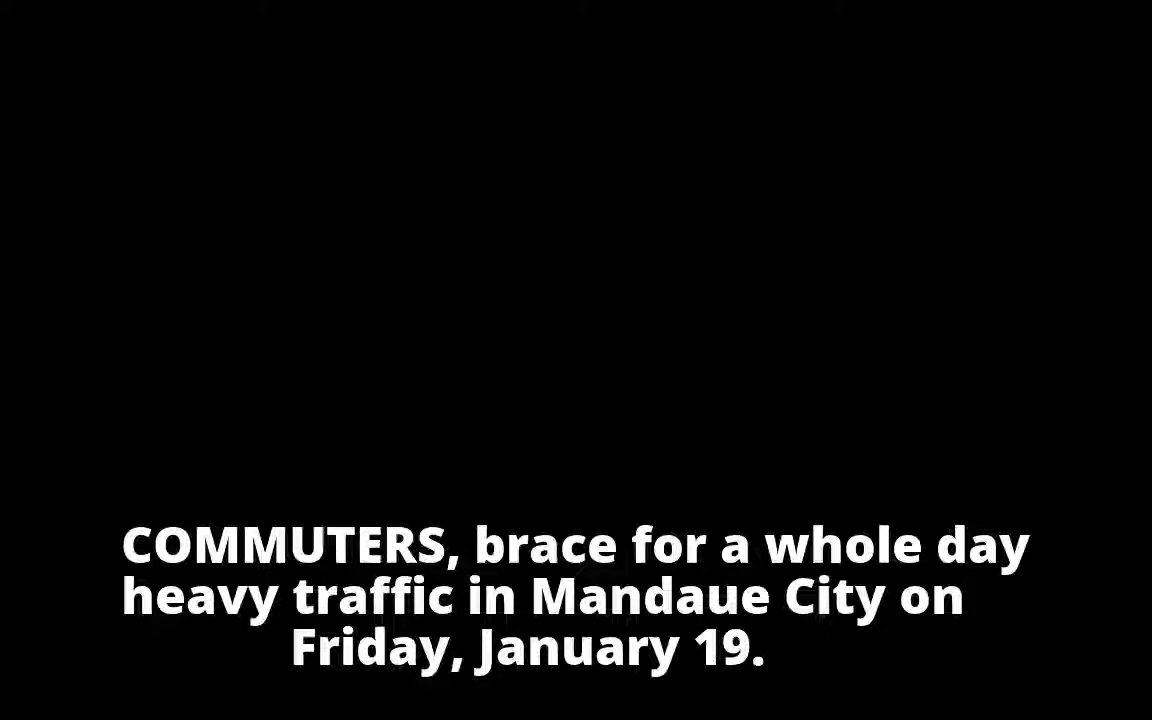 COMMUTERS, brace for a whole day
heavy traffic in Mandaue City on
Friday, January 19.